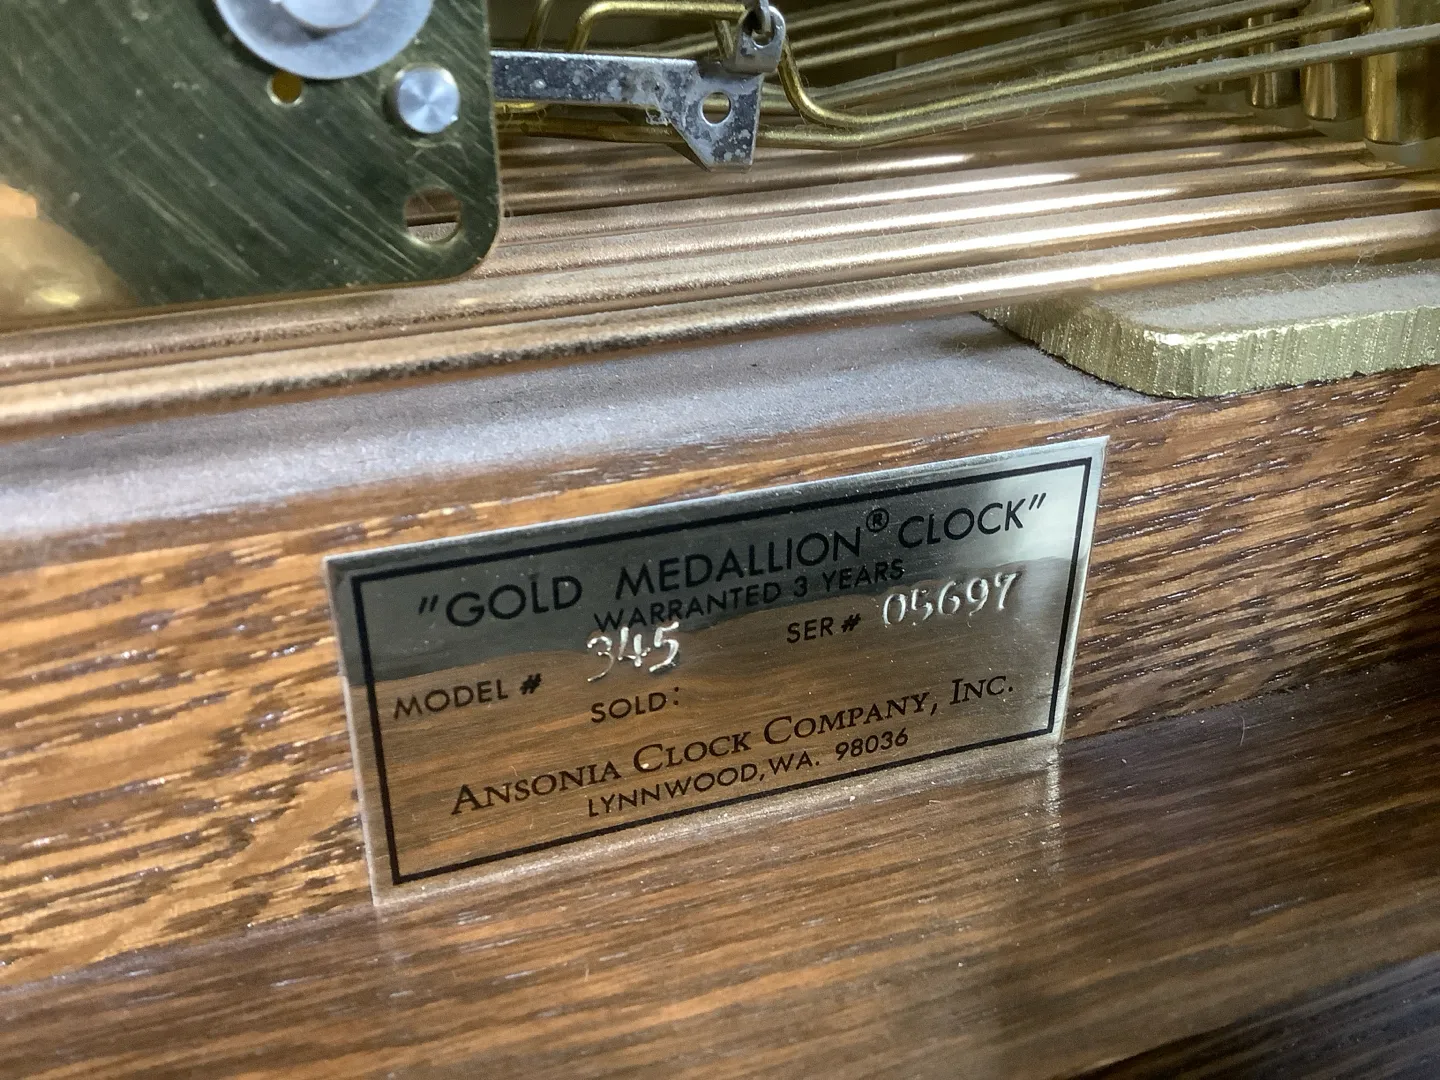 "GOLD MEDALLION® CLOCK"
WARRANTED 3 YEARS
MODEL # 345 SER# 05697
SOLD:
ANSONIA CLOCK COMPANY, INC.
LYNNWOOD, WA. 98036